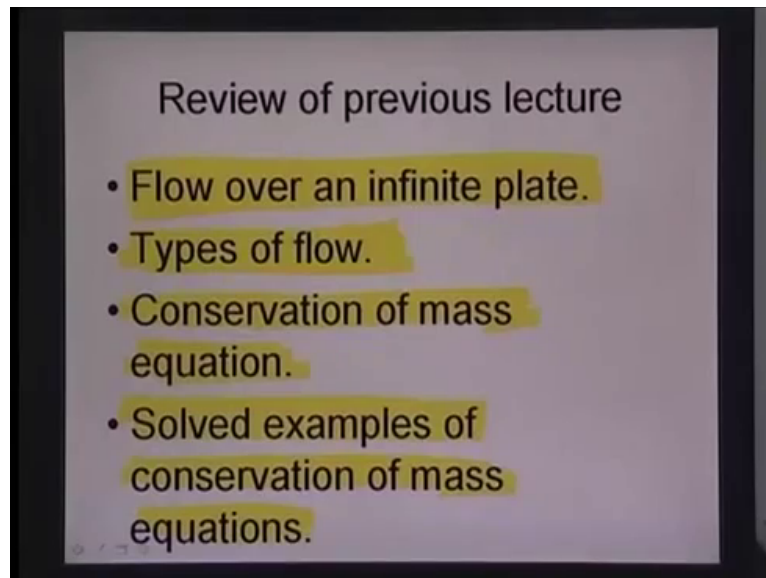 Review of previous lecture
• Flow over an infinite plate.
• Types of flow.
• Conservation of mass
equation.
• Solved examples of
conservation of mass
equations.